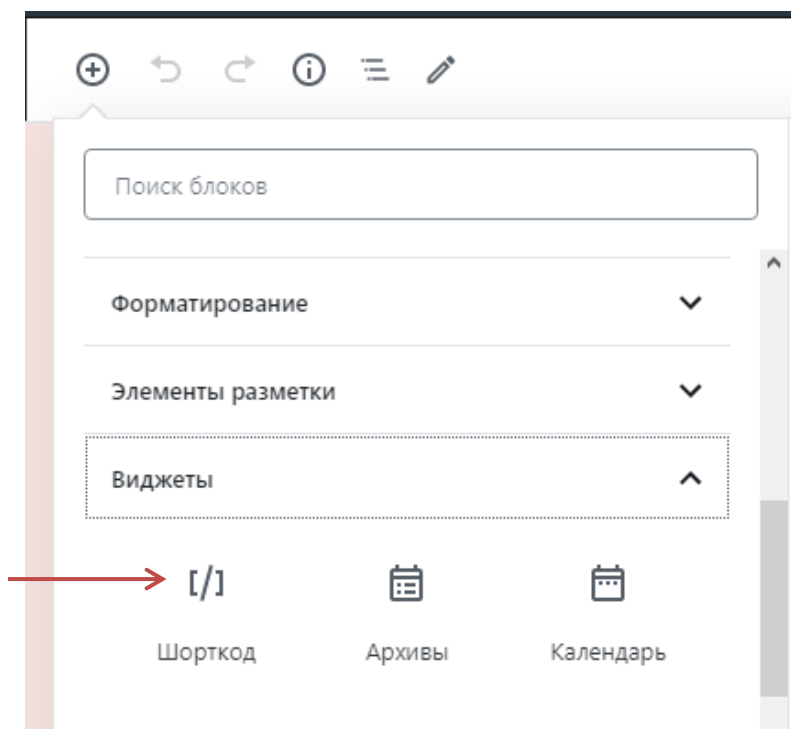 Поиск блоков
Форматирование
Элементы разметки
Виджеты
[/]
Шорткод Архивы Календарь